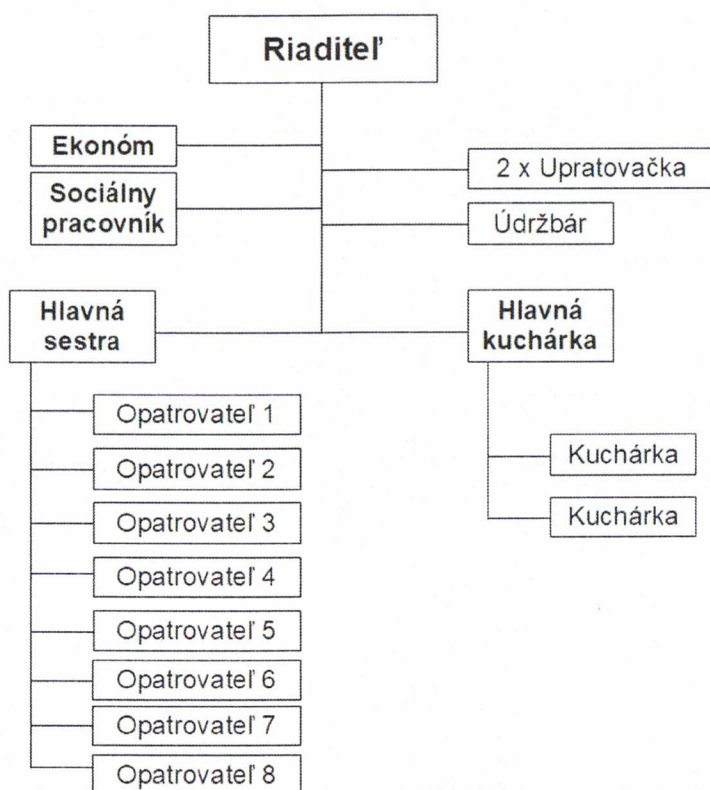 Riaditeľ
Ekonóm
2 x Upratovačka
Sociálny
pracovník
Údržbár
Hlavná
sestra
Hlavná
kuchárka
Opatrovateľ 1
Opatrovateľ 2
Opatrovateľ 3
Opatrovateľ 4
Opatrovateľ 5
Opatrovateľ 6
Opatrovateľ 7
Opatrovateľ 8
Kuchárka
Kuchárka